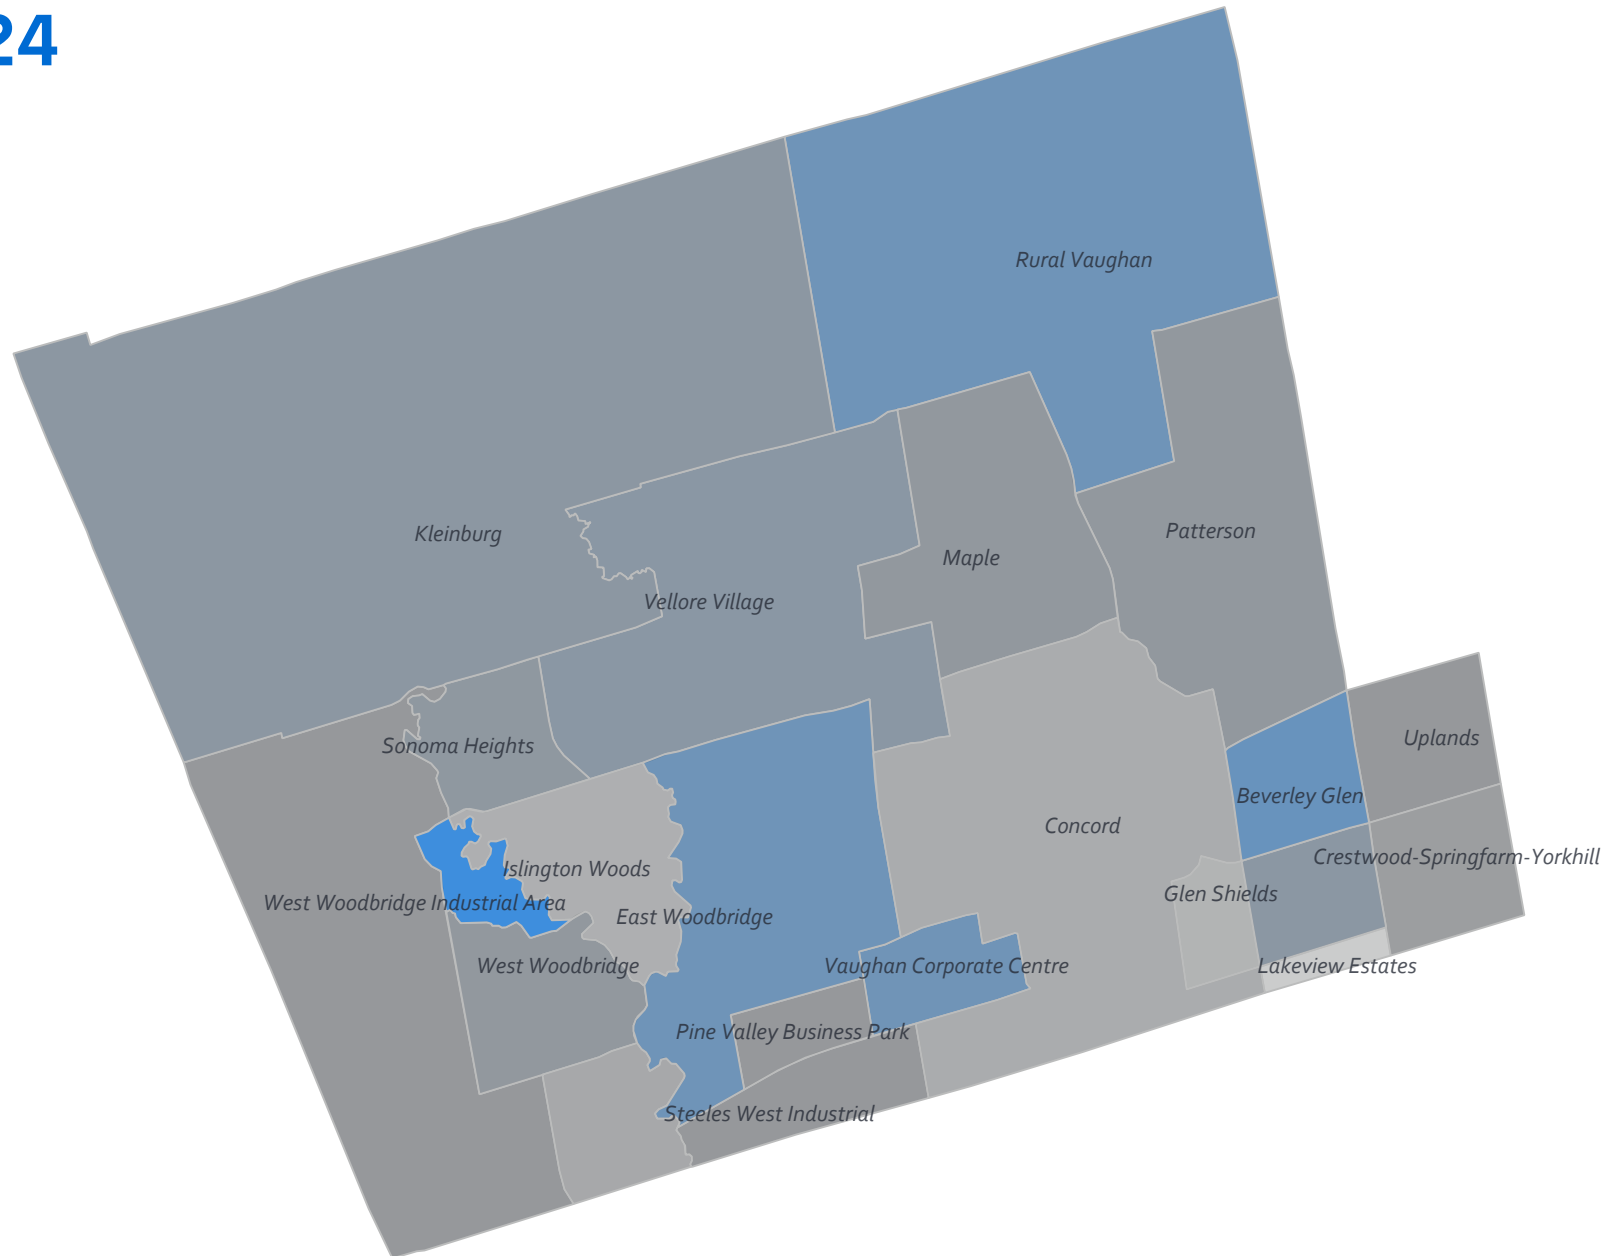 24
Rural Vaughan
Kleinburg
Patterson
Maple
Vellore Village
Uplands
Sonoma Heights
Beverley Glen
Concord
Crestwood-Springfarm-Yorkhill
Islington Woods
Glen Shields
West Woodbridge Industrial Area
East Woodbridge
West Woodbridge
Vaughan Corporate Centre
Lakeview Estates
Pine Valley Business Park
Steeles West Industrial